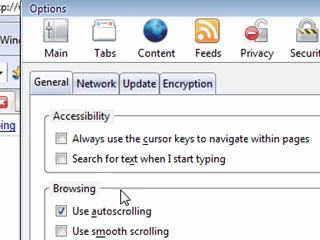 Options
Main Tabs Content Feeds Privacy Securi
General Network Update Encryption
Accessibility
Always use the cursor keys to navigate within pages
Search for text when I start typing
Browsing
Use autoscrolling
Use smooth scrolling